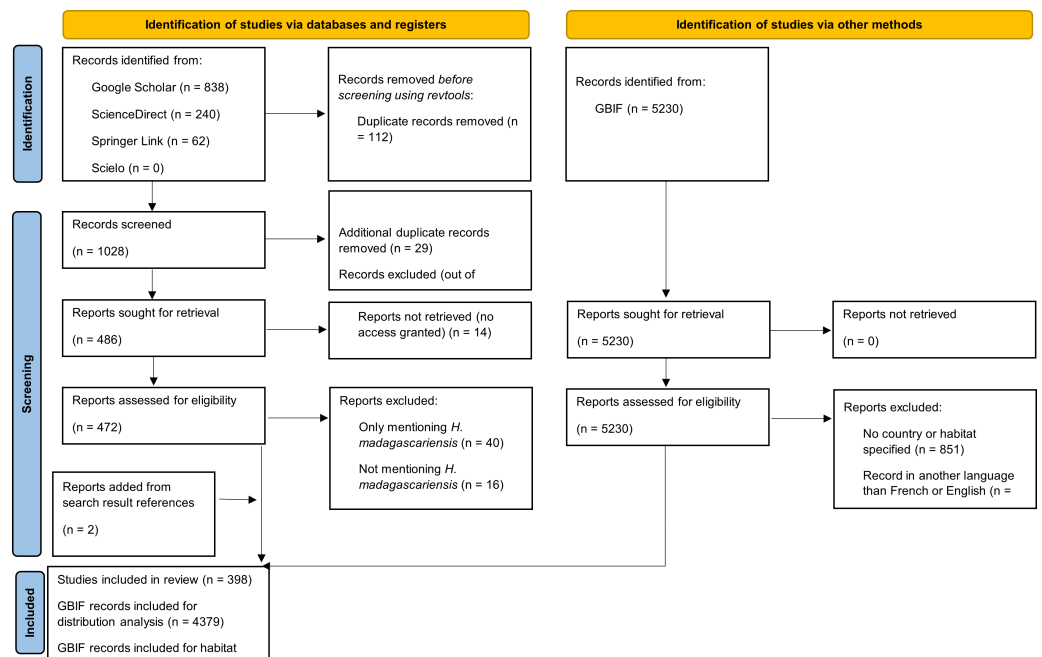 Identification of studies via databases and registers
Identification of studies via other methods
Identification
Records identified from:
Google Scholar (n = 838)
ScienceDirect (n = 240)
Springer Link (n = 62)
Scielo (n = 0)
Records removed before
screening using revtools:
Duplicate records removed (n
= 112)
Records identified from:
GBIF (n = 5230)
Screening
Records screened
(n = 1028)
Additional duplicate records
removed (n = 29)
Records excluded (out of
Reports sought for retrieval
(n = 486)
Reports not retrieved (no
access granted) (n = 14)
Reports sought for retrieval
(n = 5230)
Reports not retrieved
(n = 0)
Reports assessed for eligibility
(n = 472)
Reports excluded:
Only mentioning H.
madagascariensis (n = 40)
Not mentioning H.
madagascariensis (n = 16)
Reports assessed for eligibility
(n = 5230)
Reports excluded:
No country or habitat
specified (n = 851)
Record in another language
than French or English (n =
Reports added from
search result references
(n = 2)
Included
Studies included in review (n = 398)
GBIF records included for
distribution analysis (n = 4379)
GBIF records included for habitat